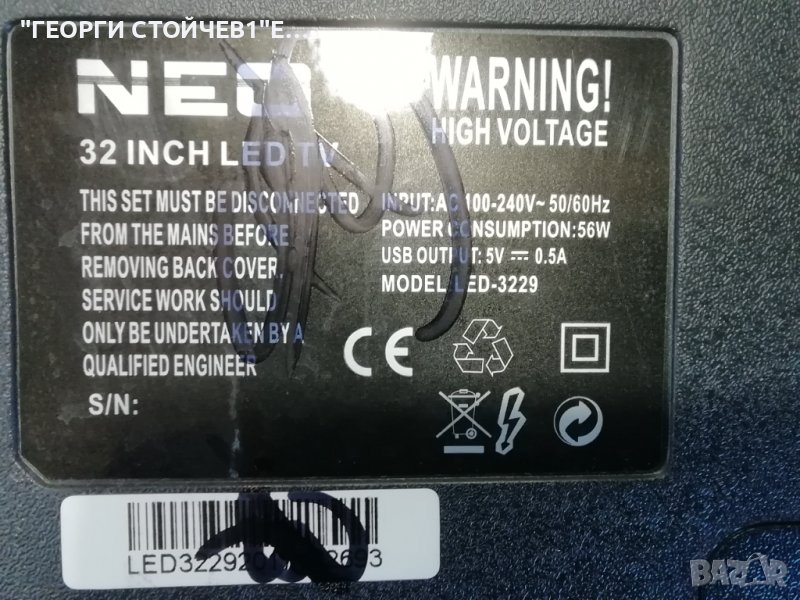 "ГЕОРГИ СТОЙЧЕВ1"Е...
NEO
32 INCH LED TV
THIS SET MUST BE DISCONNECTED
FROM THE MAINS BEFORE
REMOVING BACK COVER.
SERVICE WORK SHOULD
ONLY BE UNDERTAKEN BY A
QUALIFIED ENGINEER
S/N:
WARNING!
HIGH VOLTAGE
INPUT:AC 100-240V~ 50/60Hz
POWER CONSUMPTION:56W
USB OUTPUT: 5V ⎓ 0.5A
MODEL:LED-3229
CE
BAZAR